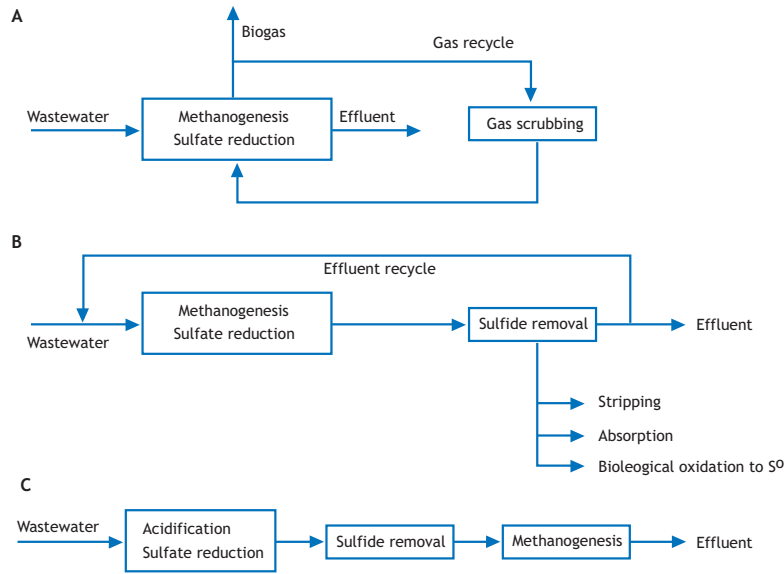 A
Biogas
Gas recycle
Wastewater
Methanogenesis
Sulfate reduction
Effluent
Gas scrubbing
B
Effluent recycle
Methanogenesis
Sulfate reduction
Wastewater
Sulfide removal
Effluent
Stripping
Absorption
Bioleogical oxidation to S⁰
C
Wastewater
Acidification
Sulfate reduction
Sulfide removal
Methanogenesis
Effluent